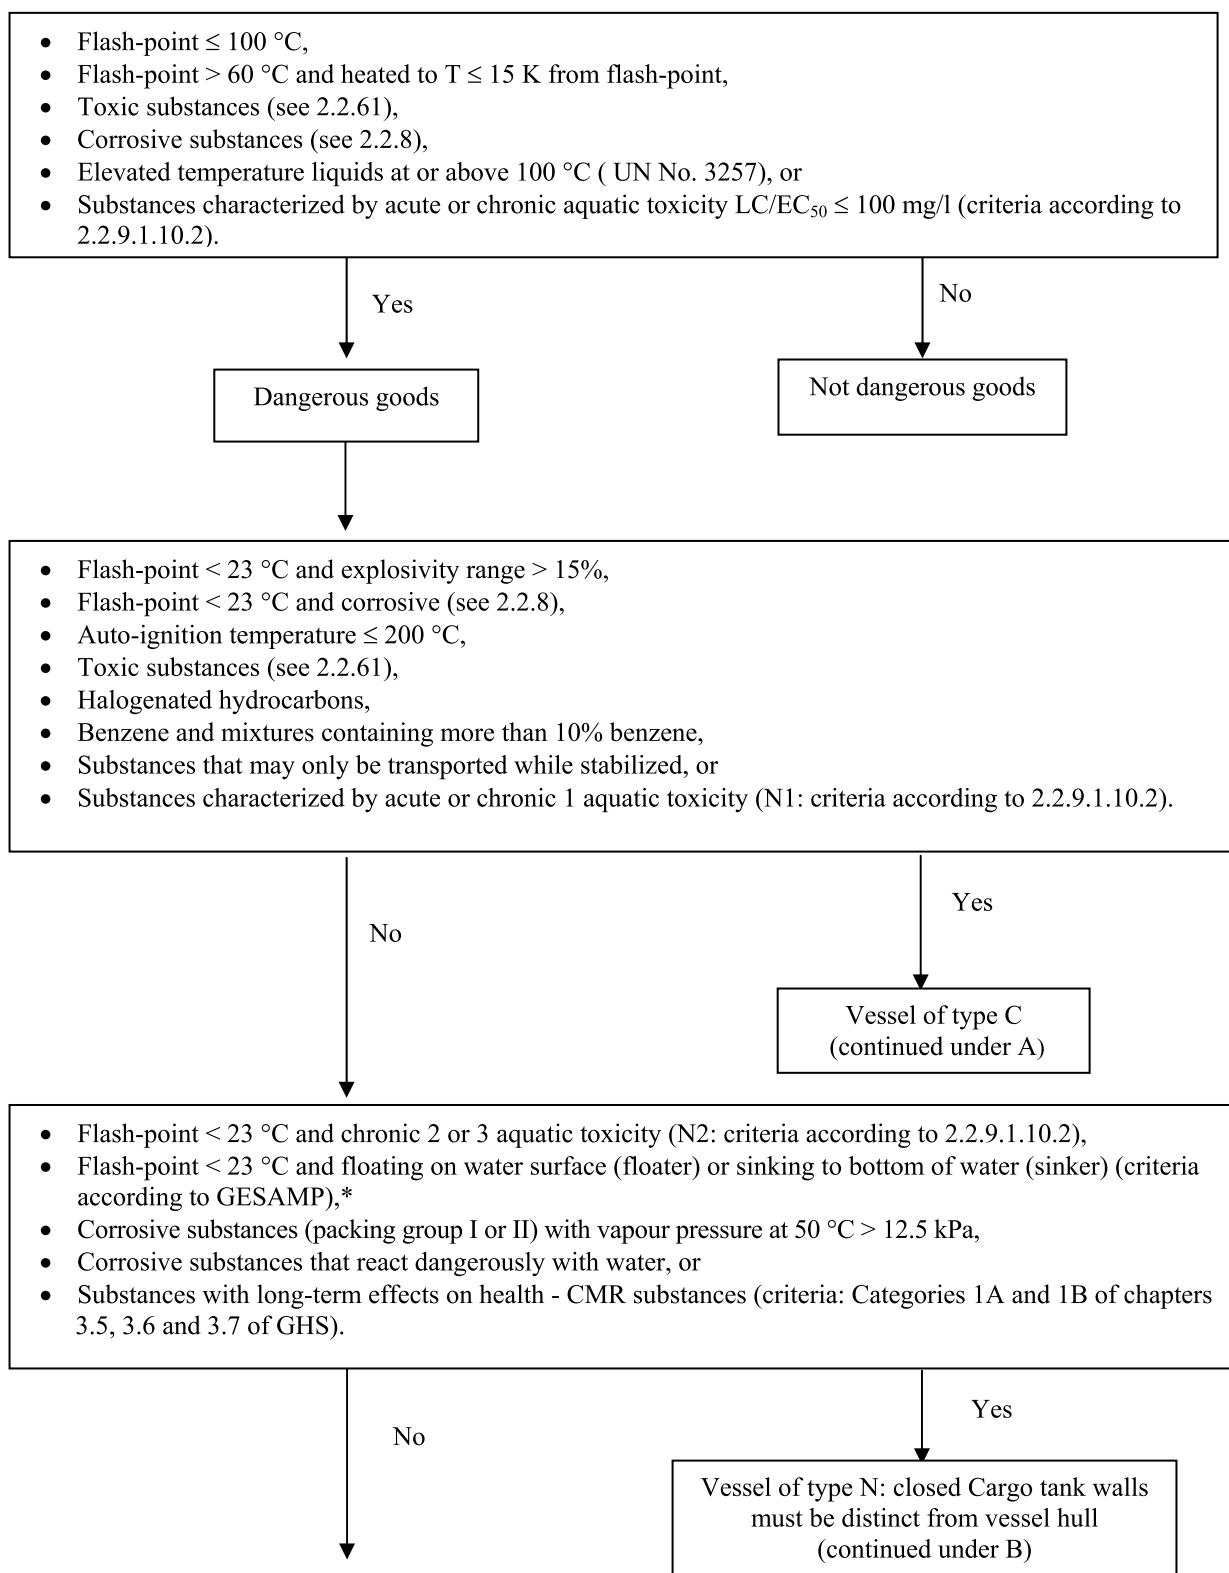 • Flash-point ≤ 100 °C,
• Flash-point > 60 °C and heated to T ≤ 15 K from flash-point,
• Toxic substances (see 2.2.61),
• Corrosive substances (see 2.2.8),
• Elevated temperature liquids at or above 100 °C ( UN No. 3257), or
• Substances characterized by acute or chronic aquatic toxicity LC/EC₅₀ ≤ 100 mg/l (criteria according to
2.2.9.1.10.2).
Yes
No
Dangerous goods
Not dangerous goods
• Flash-point < 23 °C and explosivity range > 15%,
• Flash-point < 23 °C and corrosive (see 2.2.8),
• Auto-ignition temperature ≤ 200 °C,
• Toxic substances (see 2.2.61),
• Halogenated hydrocarbons,
• Benzene and mixtures containing more than 10% benzene,
• Substances that may only be transported while stabilized, or
• Substances characterized by acute or chronic 1 aquatic toxicity (N1: criteria according to 2.2.9.1.10.2).
No
Yes
Vessel of type C
(continued under A)
• Flash-point < 23 °C and chronic 2 or 3 aquatic toxicity (N2: criteria according to 2.2.9.1.10.2),
• Flash-point < 23 °C and floating on water surface (floater) or sinking to bottom of water (sinker) (criteria
according to GESAMP),*
• Corrosive substances (packing group I or II) with vapour pressure at 50 °C > 12.5 kPa,
• Corrosive substances that react dangerously with water, or
• Substances with long-term effects on health - CMR substances (criteria: Categories 1A and 1B of chapters
3.5, 3.6 and 3.7 of GHS).
No
Yes
Vessel of type N: closed Cargo tank walls
must be distinct from vessel hull
(continued under B)